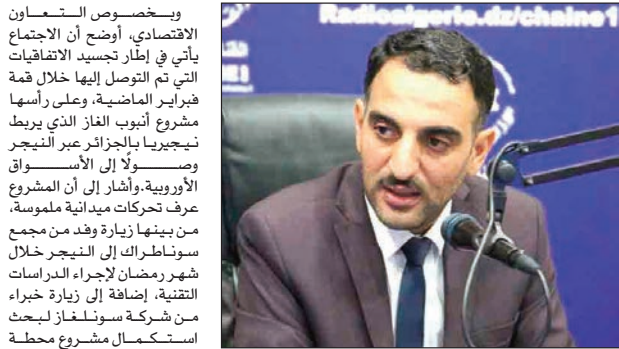 Radioalgerie.dz/chaine1
وبخصوص التعاون
الاقتصادي، أوضح أن الاجتماع
يأتي في إطار تجسيد الاتفاقيات
التي تم التوصل إليها خلال قمة
فبراير الماضية، وعلى رأسها
مشروع أنبوب الغاز الذي يربط
نيجيريا بالجزائر عبر النيجر
وصولًا إلى الأسواق
الأوروبية.وأشار إلى أن المشروع
عرف تحركات ميدانية ملموسة،
من بينها زيارة وفد من مجمع
سوناطراك إلى النيجر خلال
شهر رمضان لإجراء الدراسات
التقنية، إضافة إلى زيارة خبراء
من شركة سونلغاز لبحث
استكمال مشروع محطة